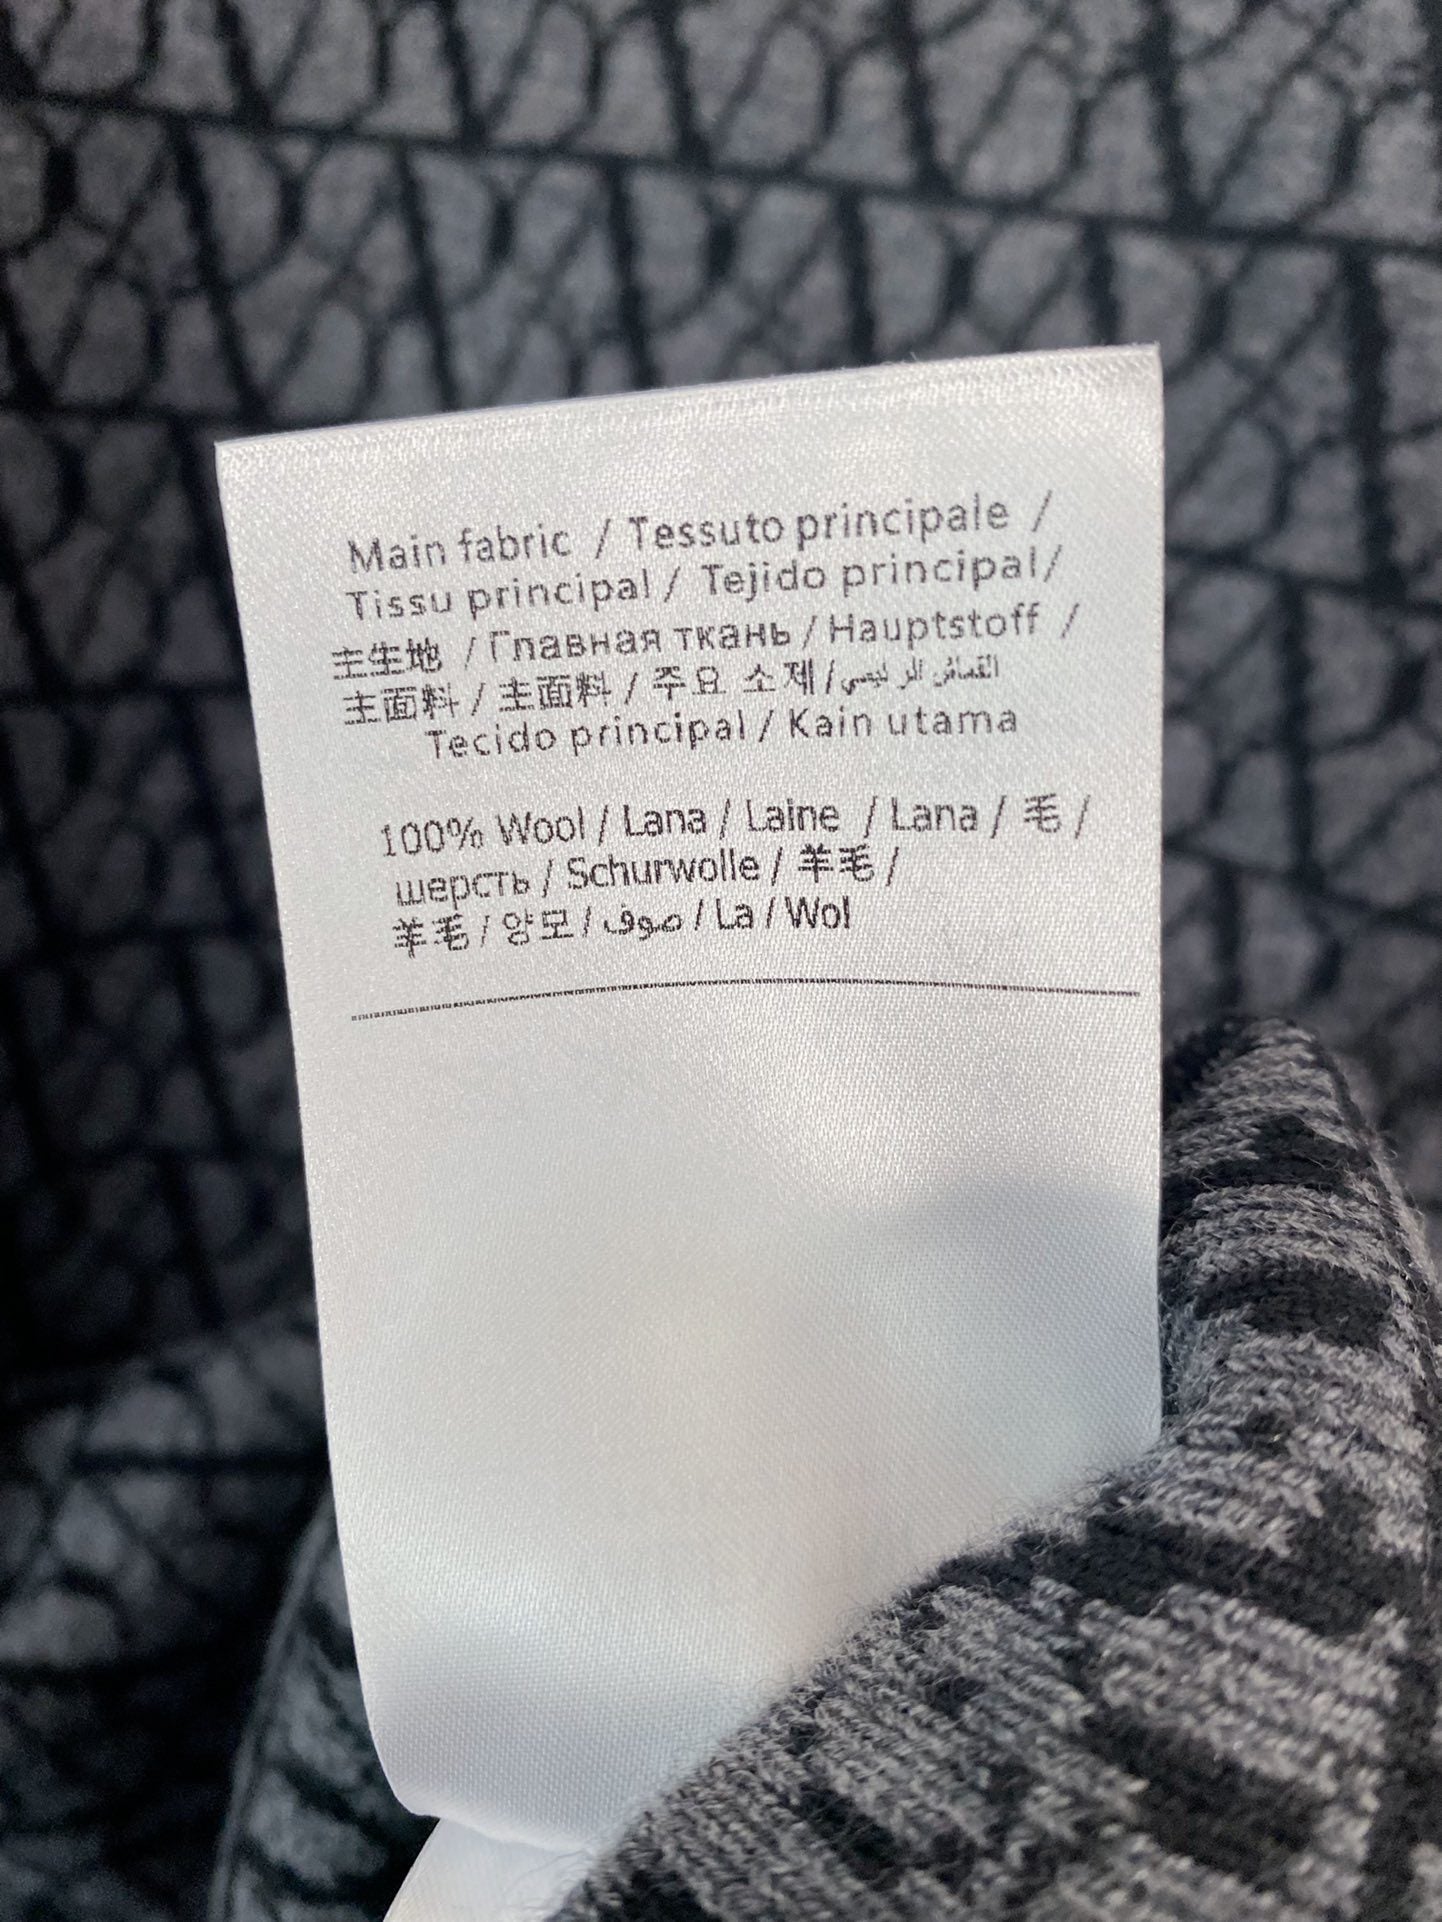 Main fabric / Tessuto principale /
Tissu principal / Tejido principal/
主生地 / Главная ткань / Hauptstoff /
主面料 / 主面料 / 주요 소재 / القماش الرئيسي
Tecido principal / Kain utama
100% Wool / Lana / Laine / Lana / 毛 /
шерсть / Schurwolle / 羊毛 /
羊毛 / 양모 / صوف / La / Wol